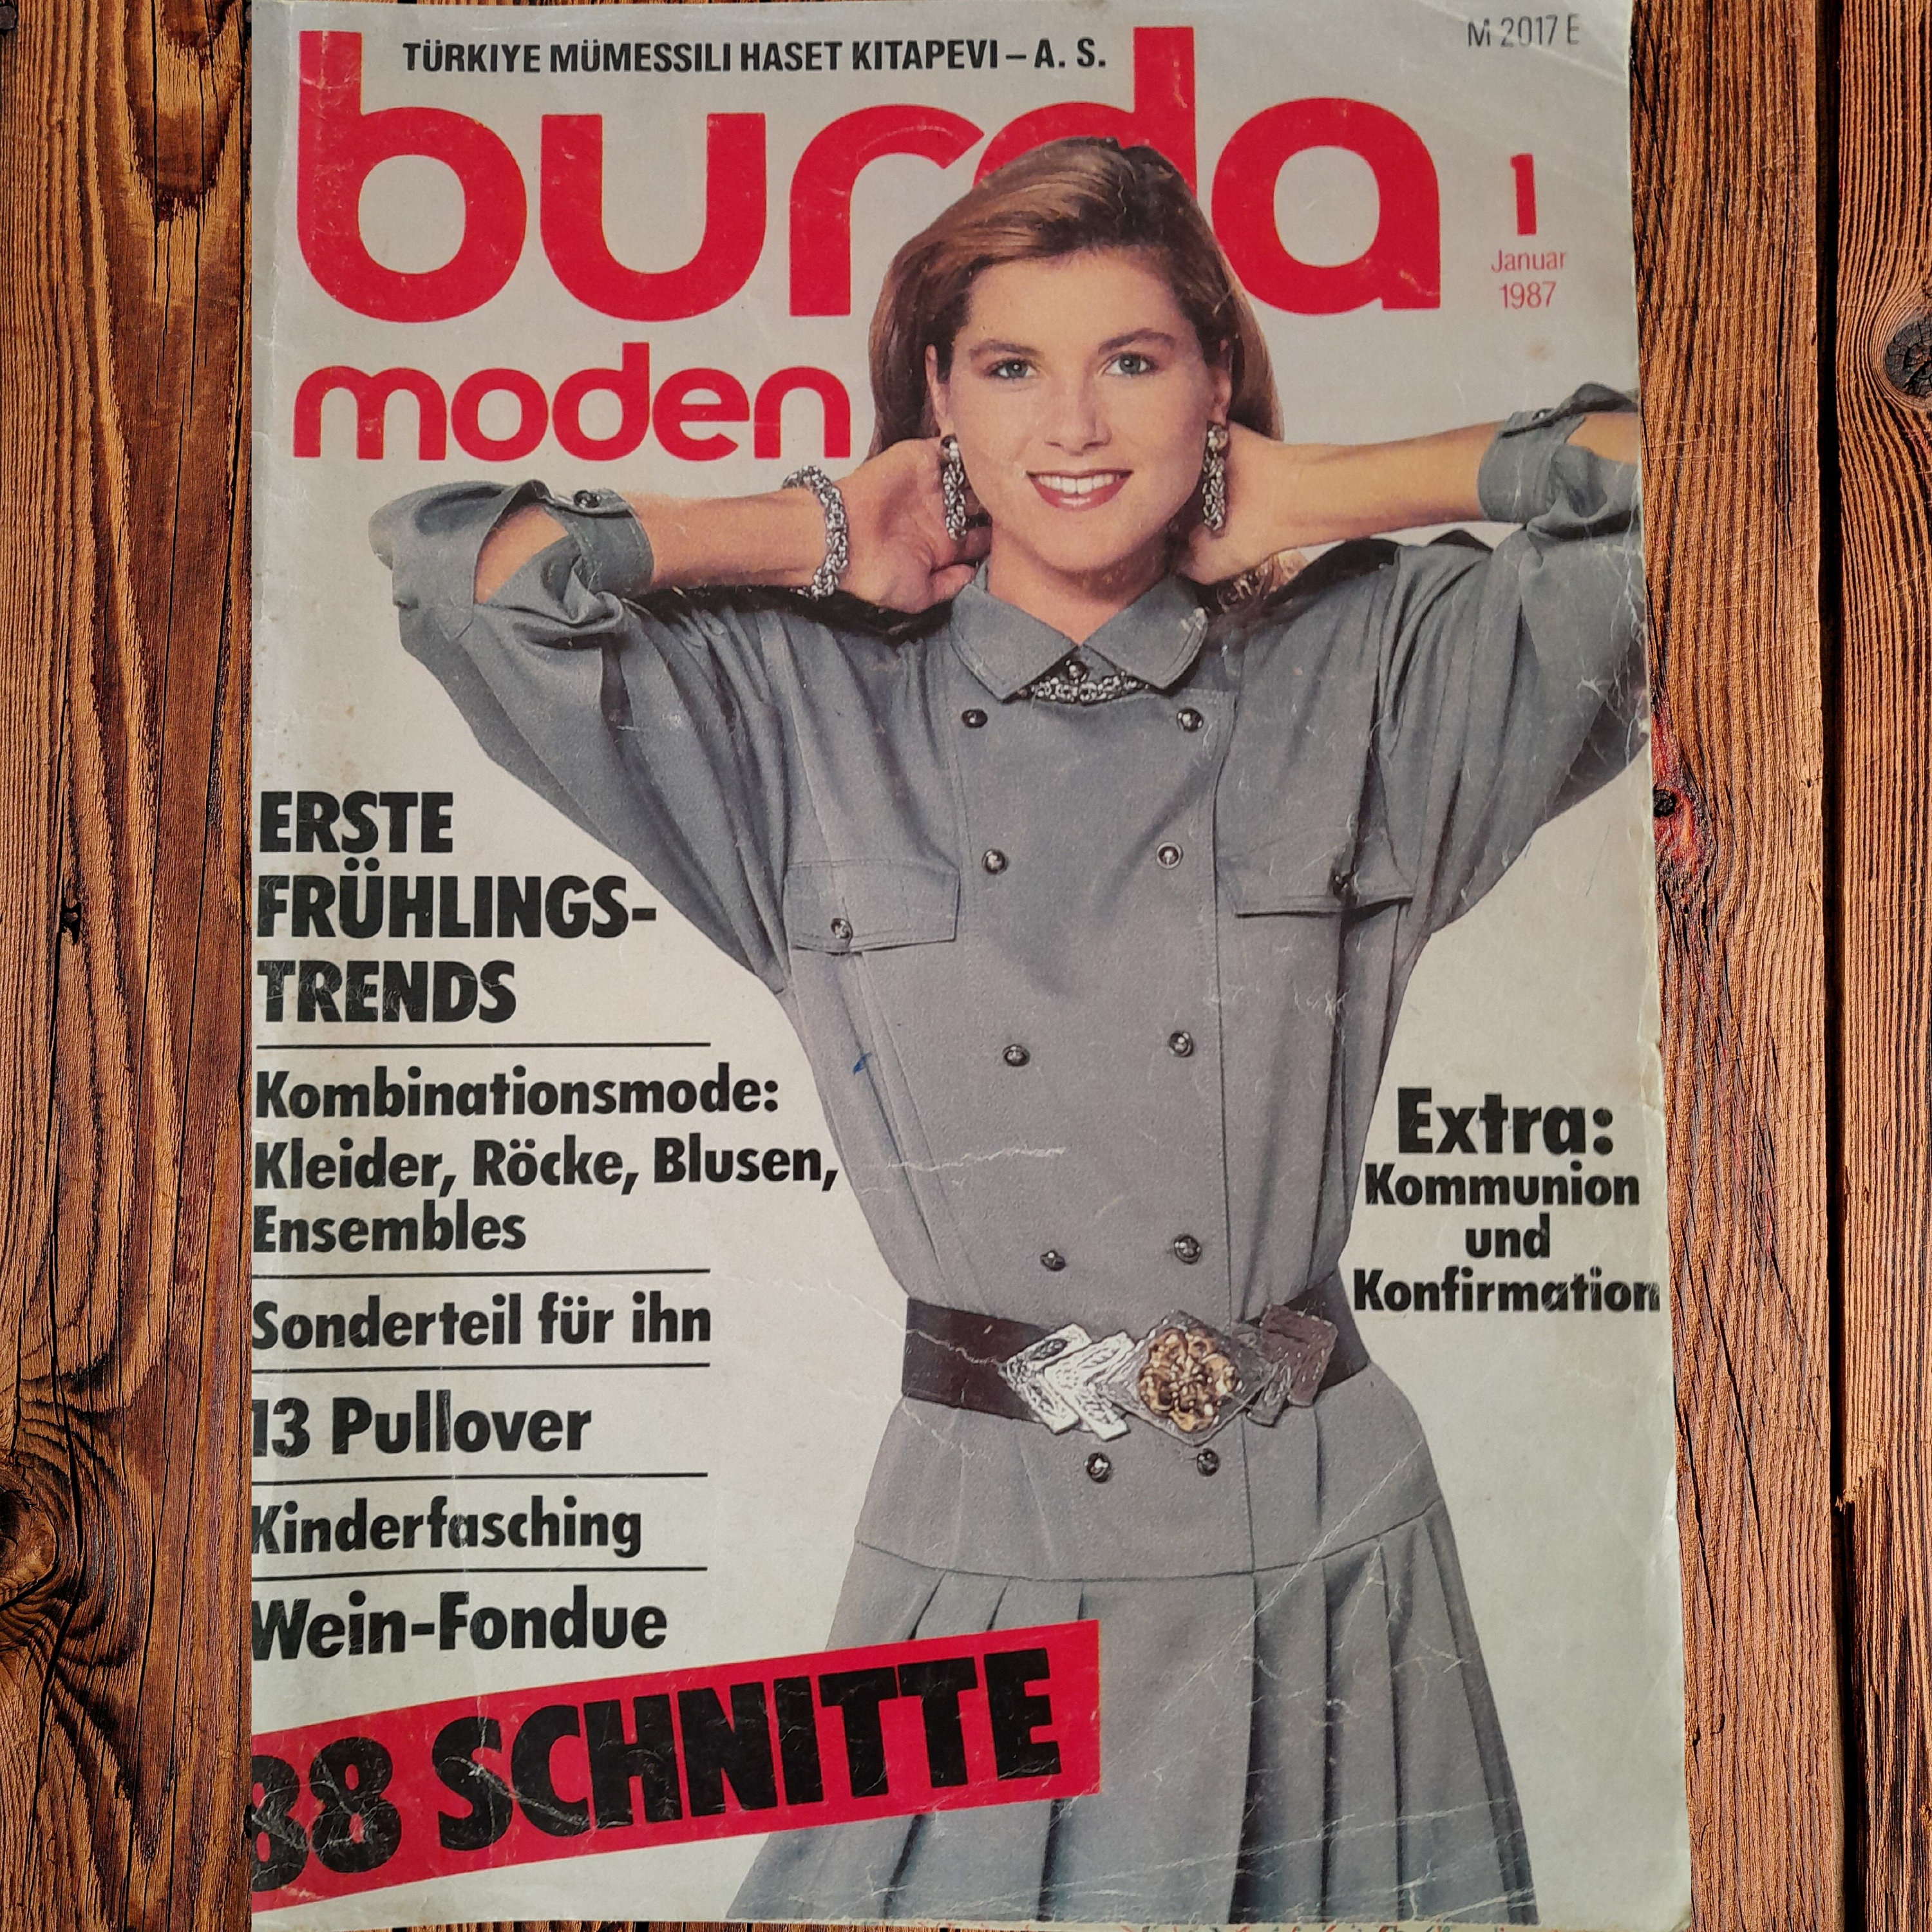 TÜRKIYE MÜMESSILI HASET KITAPEVI – A. S.
M 2017 E
burda
moden
1
Januar
1987
ERSTE
FRÜHLINGS-
TRENDS
Kombinationsmode:
Kleider, Röcke, Blusen,
Ensembles
Sonderteil für ihn
13 Pullover
Kinderfasching
Wein-Fondue
88 SCHNITTE
Extra:
Kommunion
und
Konfirmation